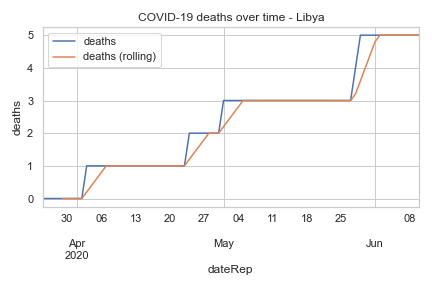 COVID-19 deaths over time - Libya
deaths
deaths (rolling)
deaths
5
4
3
2
1
0
30 06 13 20 27 04 11 18 25 08
Apr May Jun
2020
dateRep